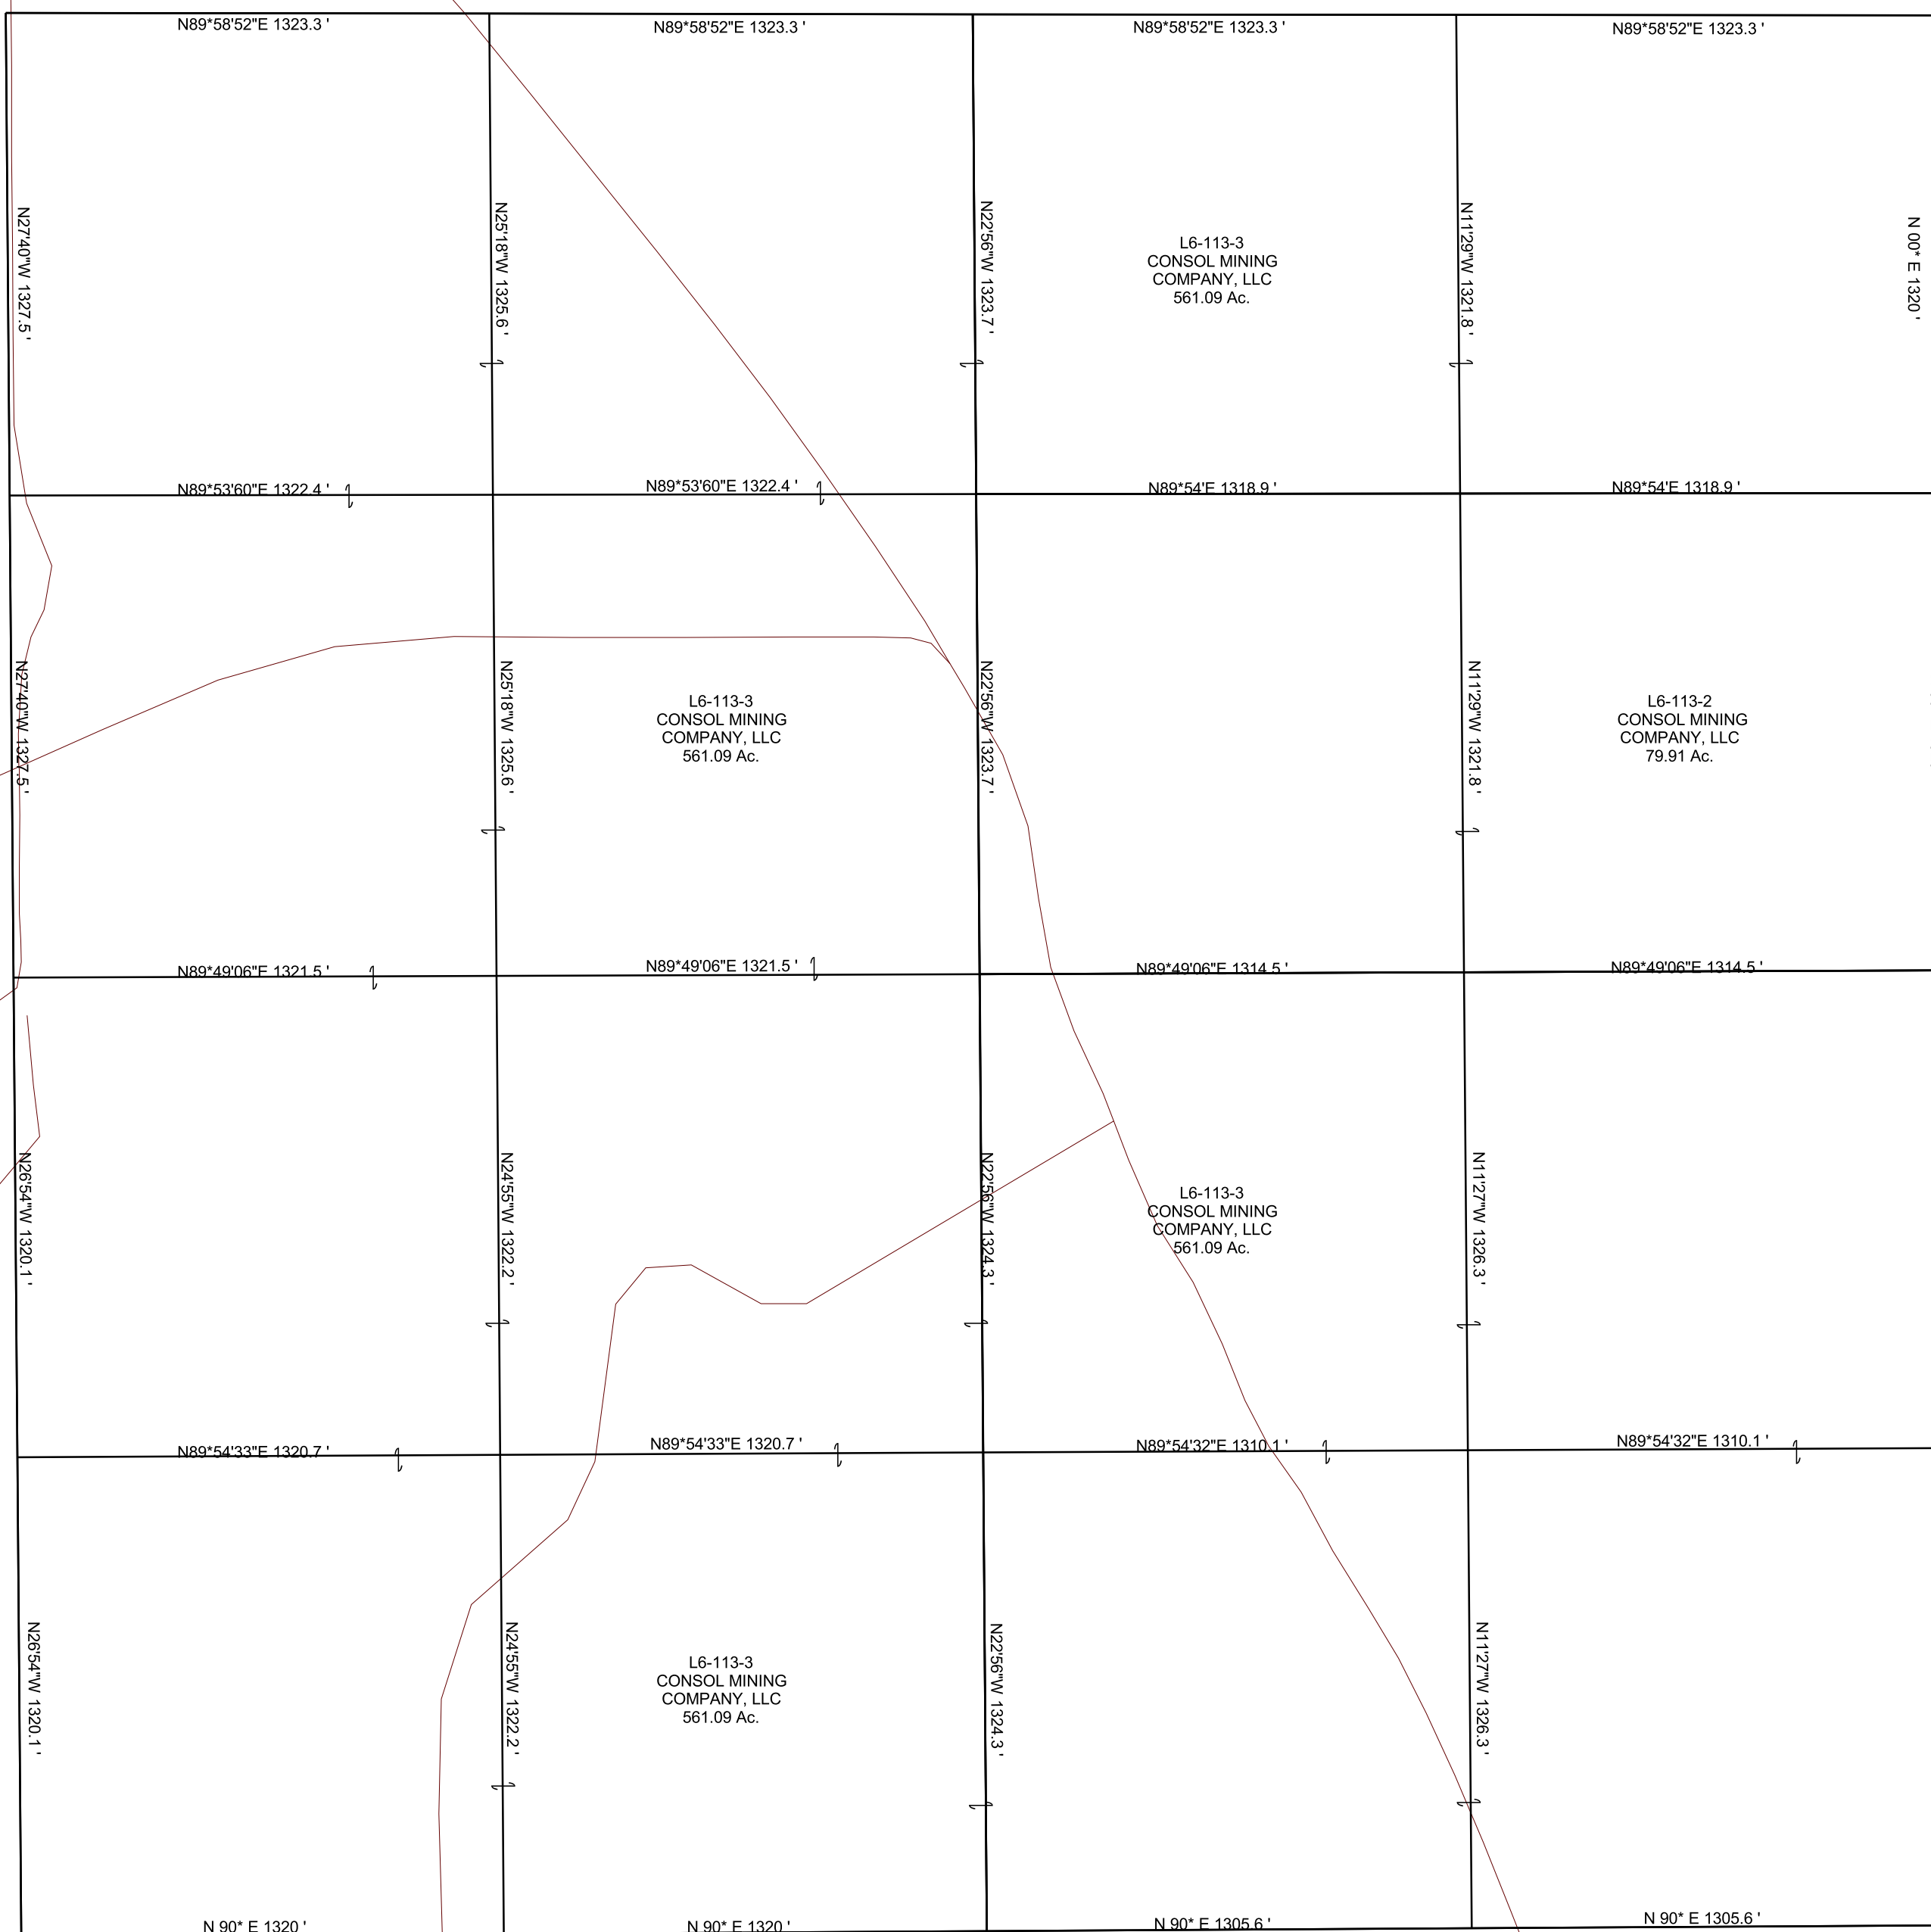 N89*58'52"E 1323.3 '
N89*58'52"E 1323.3 '
N89*58'52"E 1323.3 '
N89*58'52"E 1323.3 '
N27'40"W 1327.5 '
N25'18"W 1325.6 '
N22'56"W 1323.7 '
L6-113-3
CONSOL MINING
COMPANY, LLC
561.09 Ac.
N11'29"W 1321.8 '
N 00* E 1320 '
N89*53'60"E 1322.4 '
N89*53'60"E 1322.4 '
N89*54'E 1318.9 '
N89*54'E 1318.9 '
N27'40"W 1327.5 '
N25'18"W 1325.6 '
L6-113-3
CONSOL MINING
COMPANY, LLC
561.09 Ac.
N22'56"W 1323.7 '
N11'29"W 1321.8 '
L6-113-2
CONSOL MINING
COMPANY, LLC
79.91 Ac.
N89*49'06"E 1321.5 '
N89*49'06"E 1321.5 '
N89*49'06"E 1314.5 '
N89*49'06"E 1314.5 '
N26'54"W 1320.1 '
N24'55"W 1322.2 '
N22'56"W 1324.3 '
L6-113-3
CONSOL MINING
COMPANY, LLC
561.09 Ac.
N11'27"W 1326.3 '
N89*54'33"E 1320.7 '
N89*54'33"E 1320.7 '
N89*54'32"E 1310.1 '
N89*54'32"E 1310.1 '
N26'54"W 1320.1 '
N24'55"W 1322.2 '
L6-113-3
CONSOL MINING
COMPANY, LLC
561.09 Ac.
N22'56"W 1324.3 '
N11'27"W 1326.3 '
N 90* E 1320 '
N 90* E 1320 '
N 90* E 1305.6 '
N 90* E 1305.6 '